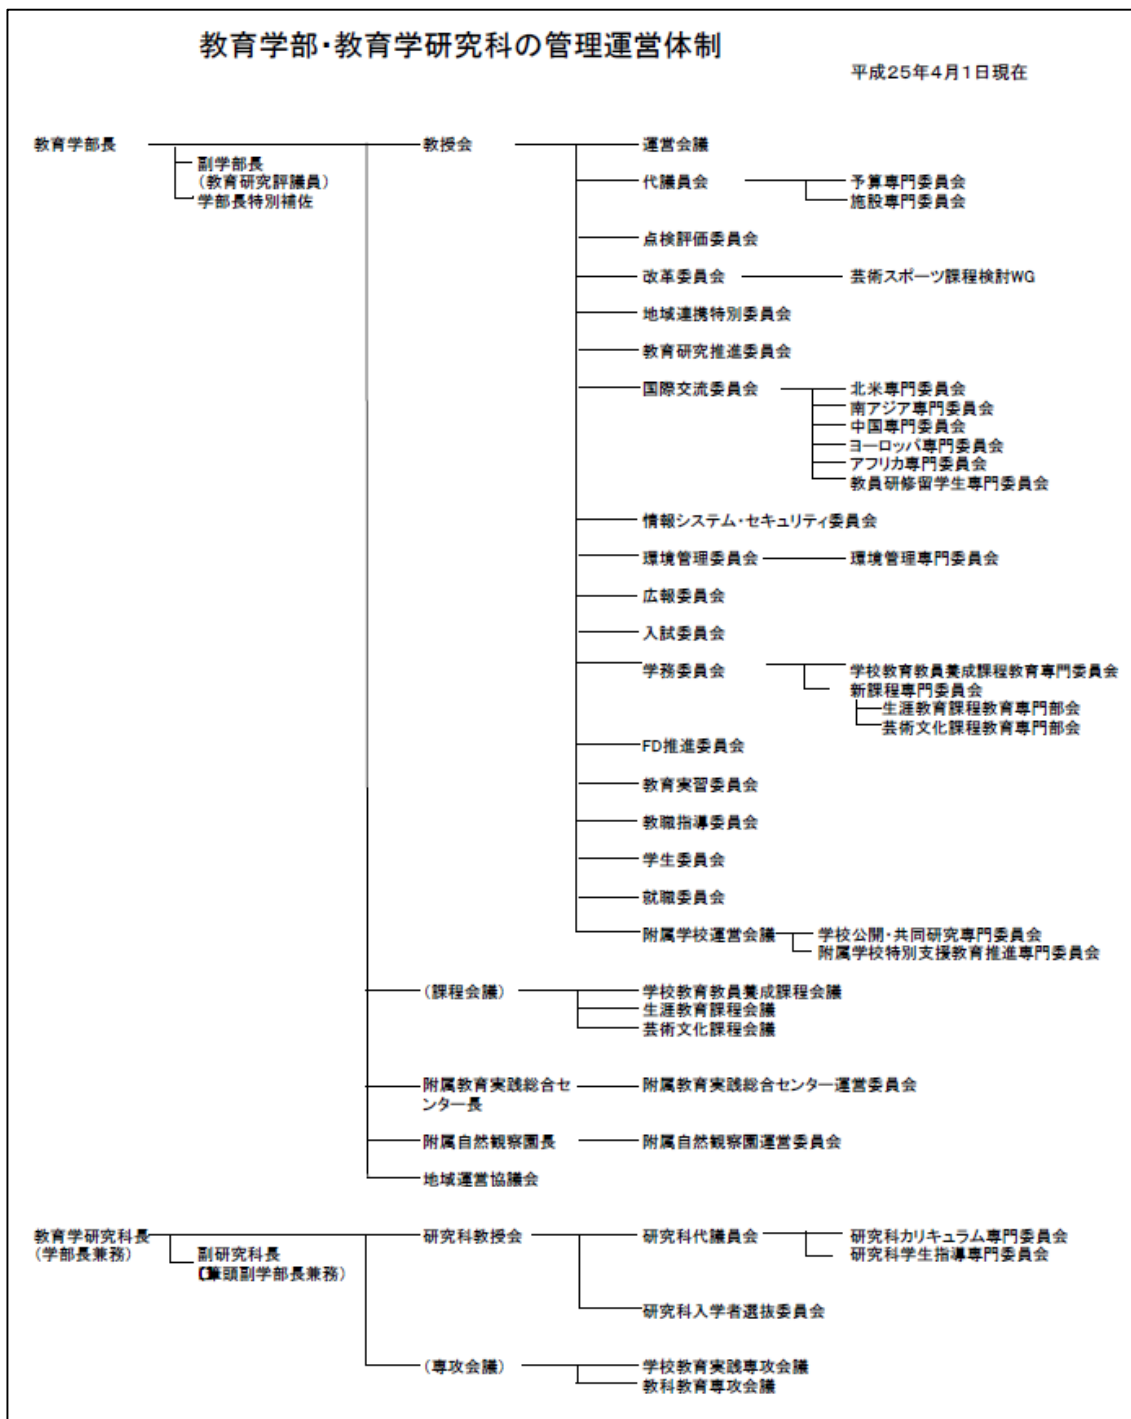 教育学部・教育学研究科の管理運営体制
平成25年4月1日現在
教育学部長
副学部長
(教育研究評議員)
学部長特別補佐
教授会
運営会議
代議員会
予算専門委員会
施設専門委員会
点検評価委員会
改革委員会
芸術スポーツ課程検討WG
地域連携特別委員会
教育研究推進委員会
国際交流委員会
北米専門委員会
南アジア専門委員会
中国専門委員会
ヨーロッパ専門委員会
アフリカ専門委員会
教員研修留学生専門委員会
情報システム・セキュリティ委員会
環境管理委員会
環境管理専門委員会
広報委員会
入試委員会
学務委員会
学校教育教員養成課程教育専門委員会
新課程専門委員会
生涯教育課程教育専門部会
芸術文化課程教育専門部会
FD推進委員会
教育実習委員会
教職指導委員会
学生委員会
就職委員会
附属学校運営会議
学校公開・共同研究専門委員会
附属学校特別支援教育推進専門委員会
(課程会議)
学校教育教員養成課程会議
生涯教育課程会議
芸術文化課程会議
附属教育実践総合セ
ンター長
附属教育実践総合センター運営委員会
附属自然観察園長
附属自然観察園運営委員会
地域運営協議会
教育学研究科長
(学部長兼務)
副研究科長
(筆頭副学部長兼務)
研究科教授会
研究科代議員会
研究科カリキュラム専門委員会
研究科学生指導専門委員会
研究科入学者選抜委員会
(専攻会議)
学校教育実践専攻会議
教科教育専攻会議